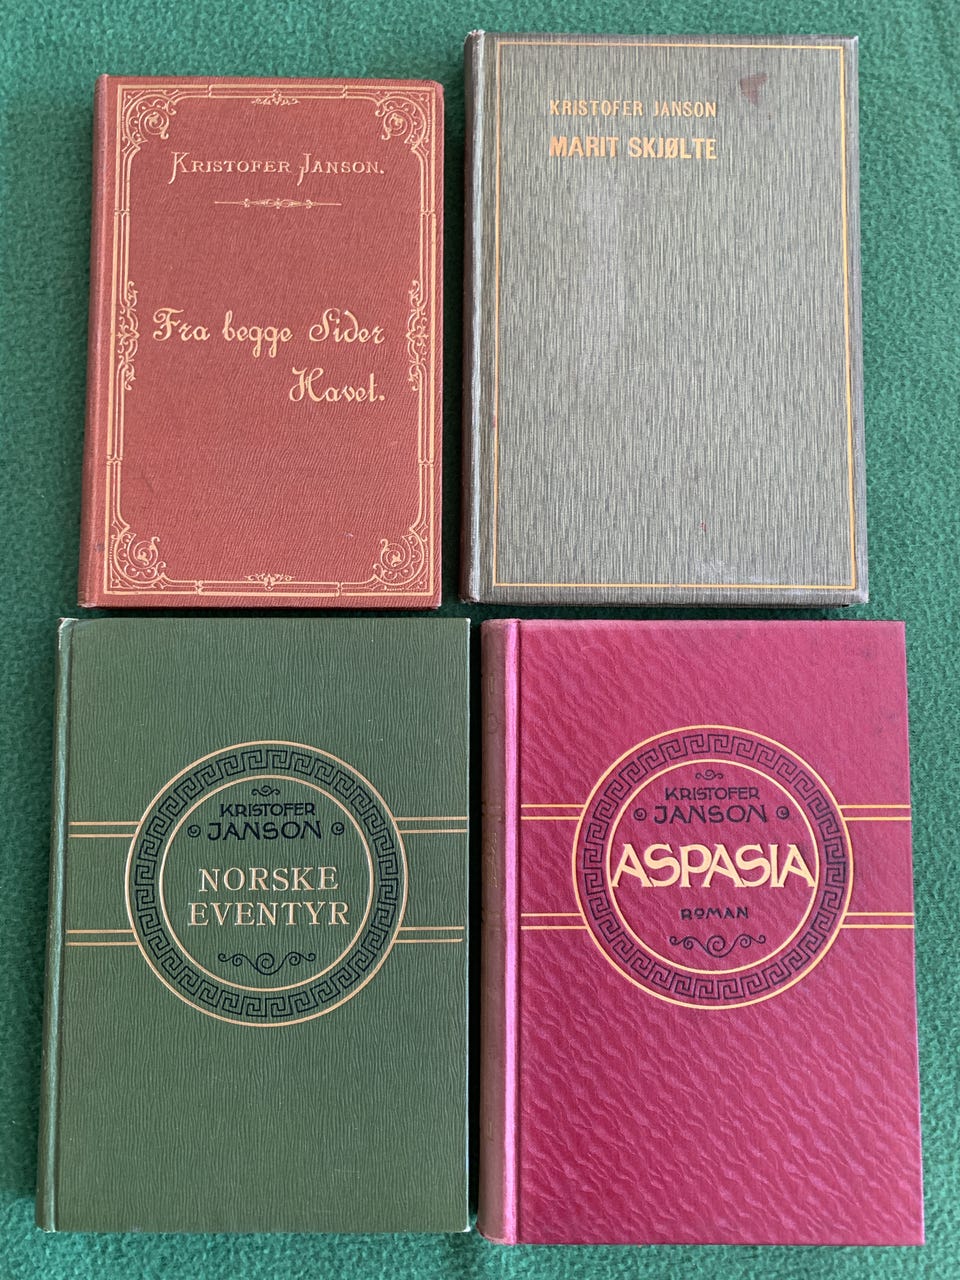 KRISTOFER JANSON.
Fra begge Sider
Havet.
KRISTOFER JANSON
MARIT SKJØLTE
KRISTOFER
JANSON
NORSKE
EVENTYR
KRISTOFER
JANSON
ASPASIA
ROMAN